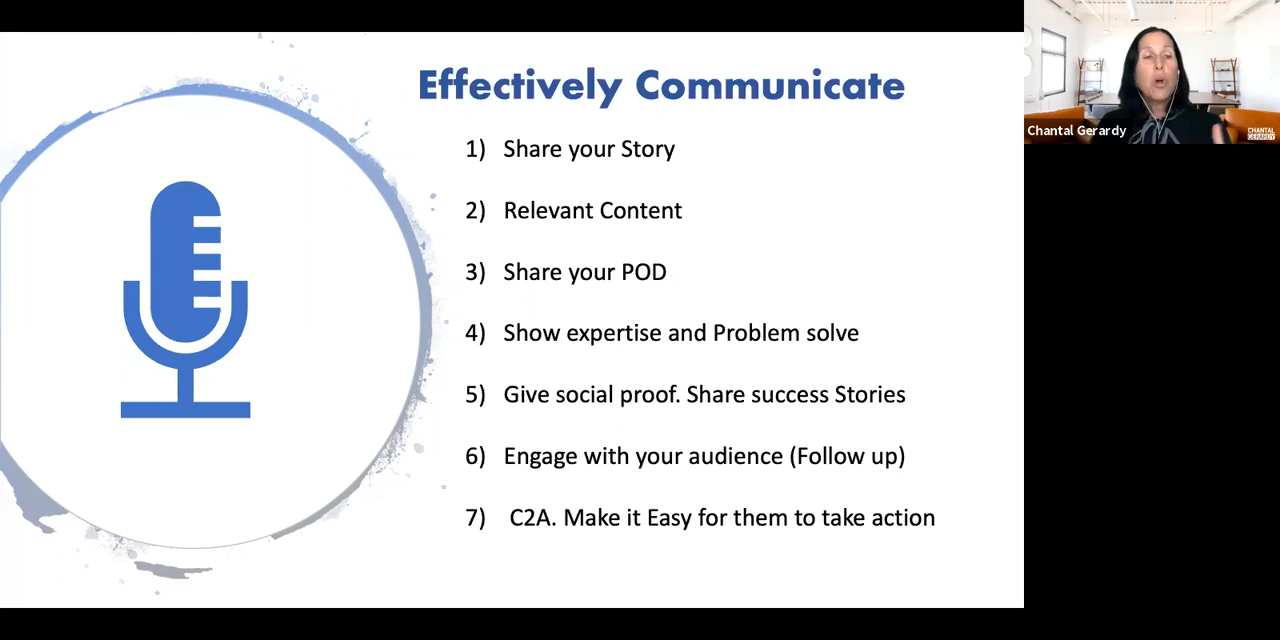 Effectively Communicate
1) Share your Story
2) Relevant Content
3) Share your POD
4) Show expertise and Problem solve
5) Give social proof. Share success Stories
6) Engage with your audience (Follow up)
7) C2A. Make it Easy for them to take action
Chantal Gerardy
CHANTAL
GERARDY